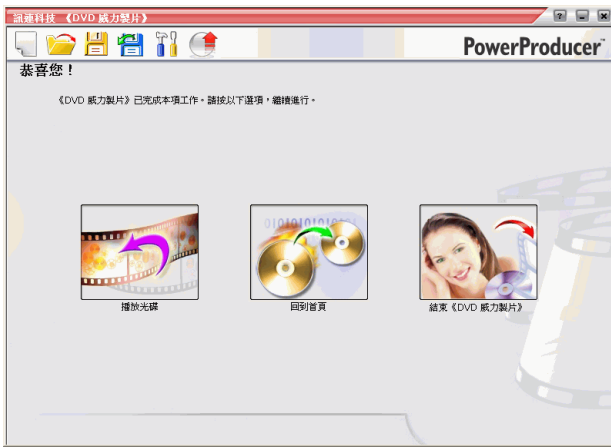 訊連科技 《DVD 威力製片》
PowerProducer™
恭喜您！
《DVD 威力製片》已完成本項工作。請按以下選項，繼續進行。
01010101010101
播放光碟
回到首頁
結束《DVD 威力製片》